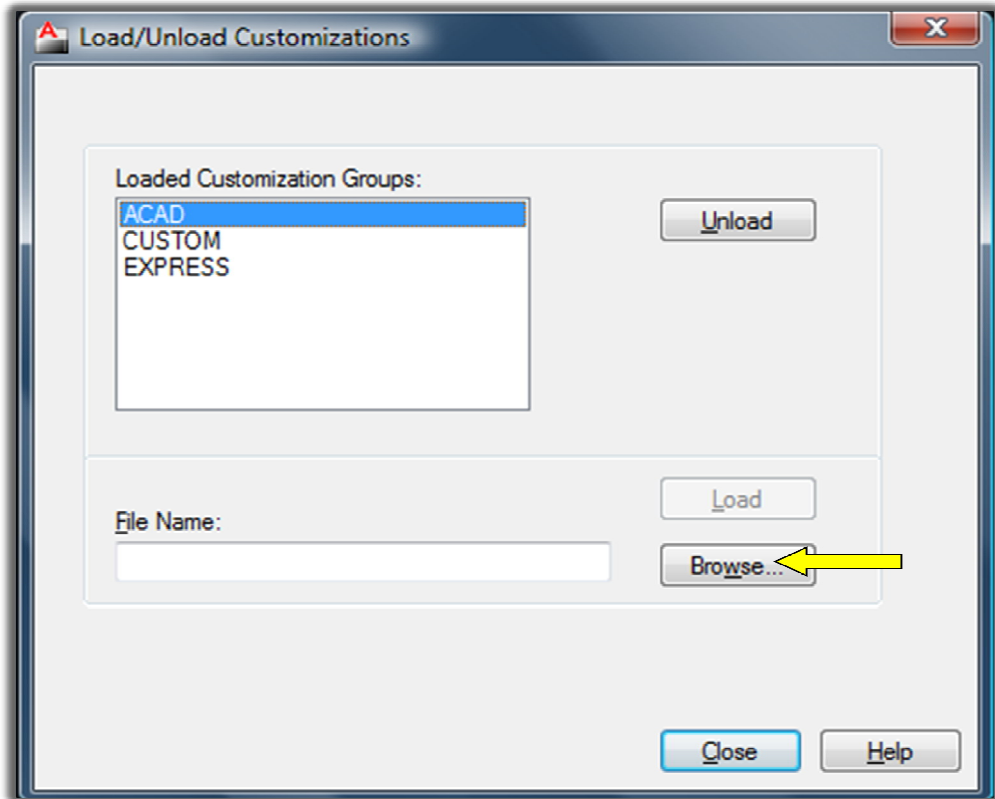 Load/Unload Customizations
Loaded Customization Groups:
ACAD
CUSTOM
EXPRESS
Unload
Load
File Name:
Browse...
Close
Help